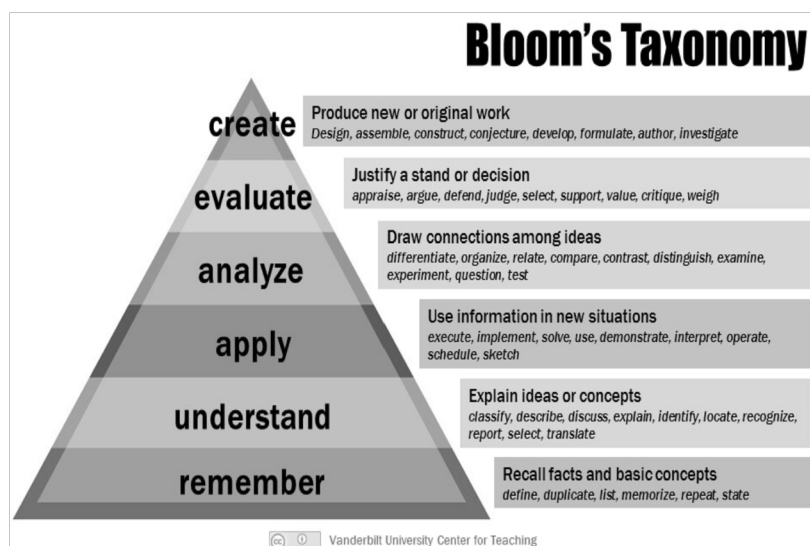 Bloom's Taxonomy
create
Produce new or original work
Design, assemble, construct, conjecture, develop, formulate, author, investigate
evaluate
Justify a stand or decision
appraise, argue, defend, judge, select, support, value, critique, weigh
analyze
Draw connections among ideas
differentiate, organize, relate, compare, contrast, distinguish, examine,
experiment, question, test
apply
Use information in new situations
execute, implement, solve, use, demonstrate, interpret, operate,
schedule, sketch
understand
Explain ideas or concepts
classify, describe, discuss, explain, identify, locate, recognize,
report, select, translate
remember
Recall facts and basic concepts
define, duplicate, list, memorize, repeat, state
cc Vanderbilt University Center for Teaching